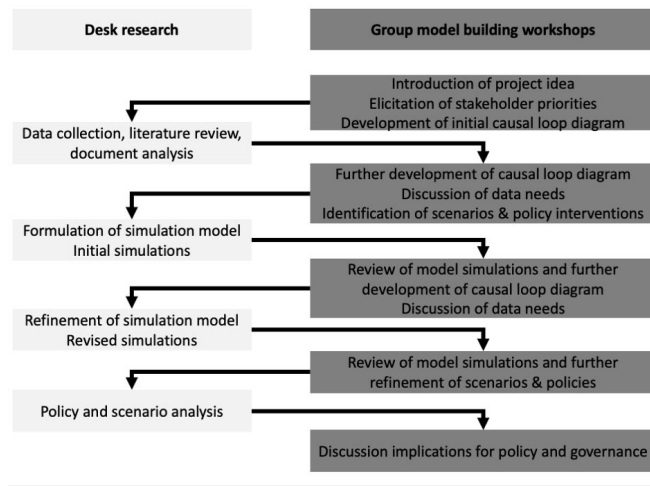 Desk research
Group model building workshops
Introduction of project idea
Elicitation of stakeholder priorities
Development of initial causal loop diagram
Data collection, literature review,
document analysis
Further development of causal loop diagram
Discussion of data needs
Identification of scenarios & policy interventions
Formulation of simulation model
Initial simulations
Review of model simulations and further
development of causal loop diagram
Discussion of data needs
Refinement of simulation model
Revised simulations
Review of model simulations and further
refinement of scenarios & policies
Policy and scenario analysis
Discussion implications for policy and governance